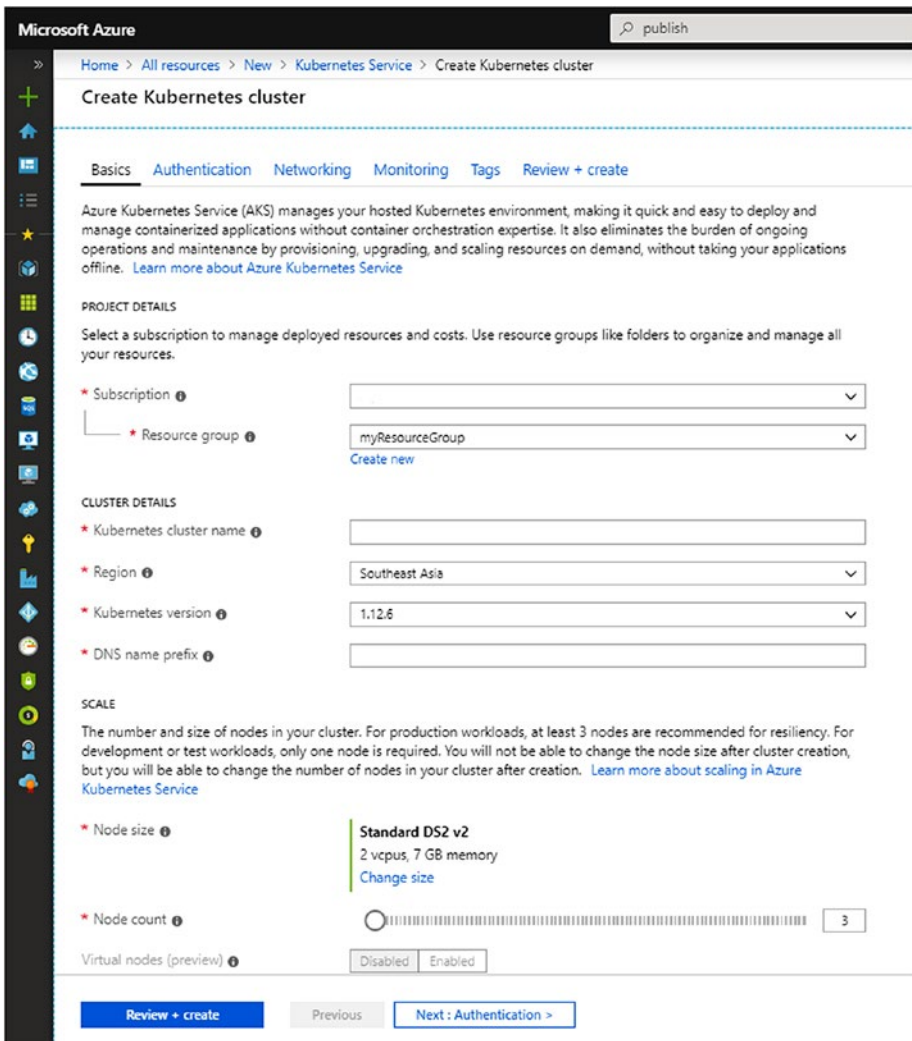 Microsoft Azure
publish
Home > All resources > New > Kubernetes Service > Create Kubernetes cluster
Create Kubernetes cluster
Basics Authentication Networking Monitoring Tags Review + create
Azure Kubernetes Service (AKS) manages your hosted Kubernetes environment, making it quick and easy to deploy and
manage containerized applications without container orchestration expertise. It also eliminates the burden of ongoing
operations and maintenance by provisioning, upgrading, and scaling resources on demand, without taking your applications
offline. Learn more about Azure Kubernetes Service
PROJECT DETAILS
Select a subscription to manage deployed resources and costs. Use resource groups like folders to organize and manage all
your resources.
* Subscription
* Resource group myResourceGroup
Create new
CLUSTER DETAILS
* Kubernetes cluster name
* Region Southeast Asia
* Kubernetes version 1.12.6
* DNS name prefix
SCALE
The number and size of nodes in your cluster. For production workloads, at least 3 nodes are recommended for resiliency. For
development or test workloads, only one node is required. You will not be able to change the node size after cluster creation,
but you will be able to change the number of nodes in your cluster after creation. Learn more about scaling in Azure
Kubernetes Service
* Node size Standard DS2 v2
2 vcpus, 7 GB memory
Change size
* Node count 3
Virtual nodes (preview) Disabled Enabled
Review + create Previous Next : Authentication >